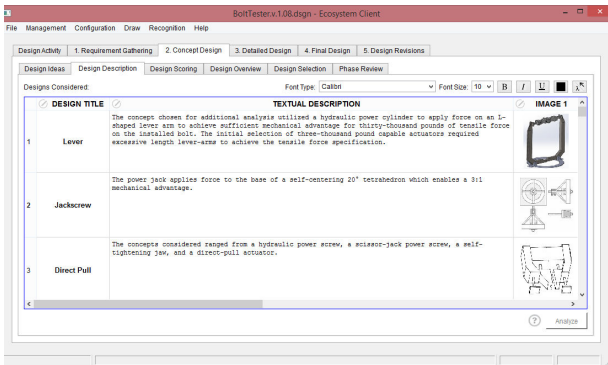 BoltTester.v.1.08.dsgn - Ecosystem Client
File Management Configuration Draw Recognition Help
Design Activity 1. Requirement Gathering 2. Concept Design 3. Detailed Design 4. Final Design 5. Design Revisions
Design Ideas Design Description Design Scoring Design Overview Design Selection Phase Review
Designs Considered: Font Type: Calibri Font Size: 10 B I U
DESIGN TITLE TEXTUAL DESCRIPTION IMAGE 1
The concept chosen for additional analysis utilized a hydraulic power cylinder to apply force on an L-
shaped lever arm to achieve sufficient mechanical advantage for thirty-thousand pounds of tensile force
on the installed bolt. The initial selection of three-thousand pound capable actuators required
excessive length lever-arms to achieve the tensile force specification.
1 Lever
The power jack applies force to the base of a self-centering 20° tetrahedron which enables a 3:1
mechanical advantage.
2 Jackscrew
The concepts considered ranged from a hydraulic power screw, a scissor-jack power screw, a self-
tightening jaw, and a direct-pull actuator.
3 Direct Pull
? Analyze